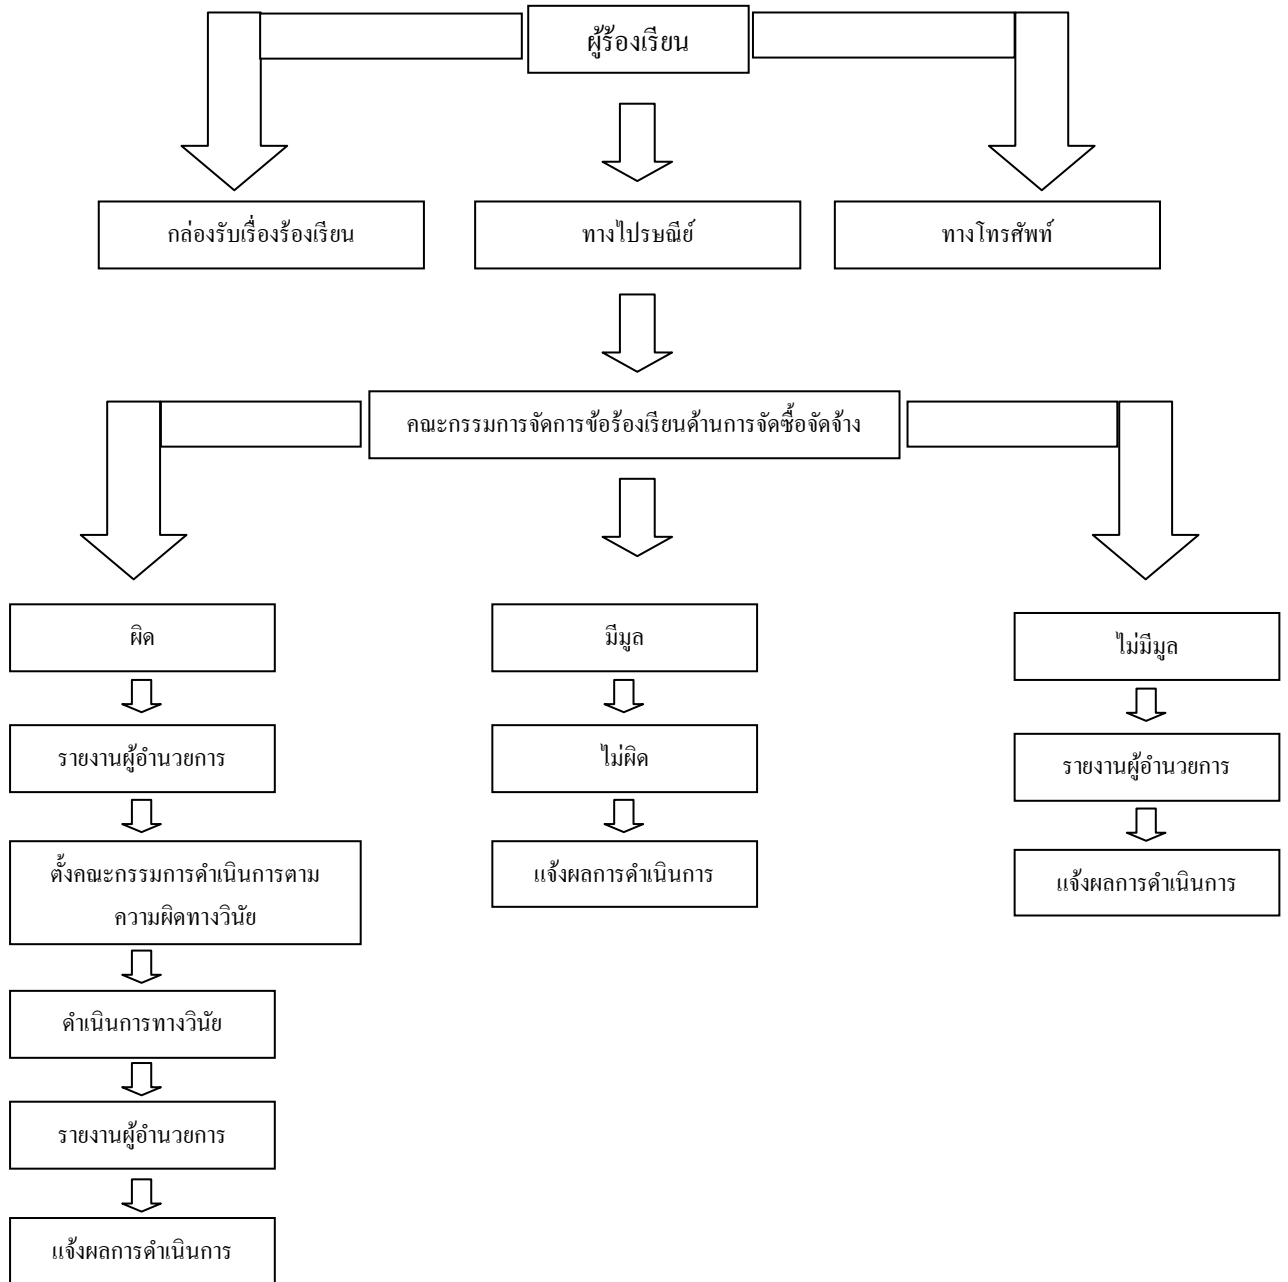 ผู้ร้องเรียน
กล่องรับเรื่องร้องเรียน
ทางไปรษณีย์
ทางโทรศัพท์
คณะกรรมการจัดการข้อร้องเรียนด้านการจัดซื้อจัดจ้าง
ผิด
มีมูล
ไม่มีมูล
รายงานผู้อำนวยการ
ไม่ผิด
รายงานผู้อำนวยการ
ตั้งคณะกรรมการดำเนินการตาม
ความผิดทางวินัย
แจ้งผลการดำเนินการ
แจ้งผลการดำเนินการ
ดำเนินการทางวินัย
รายงานผู้อำนวยการ
แจ้งผลการดำเนินการ